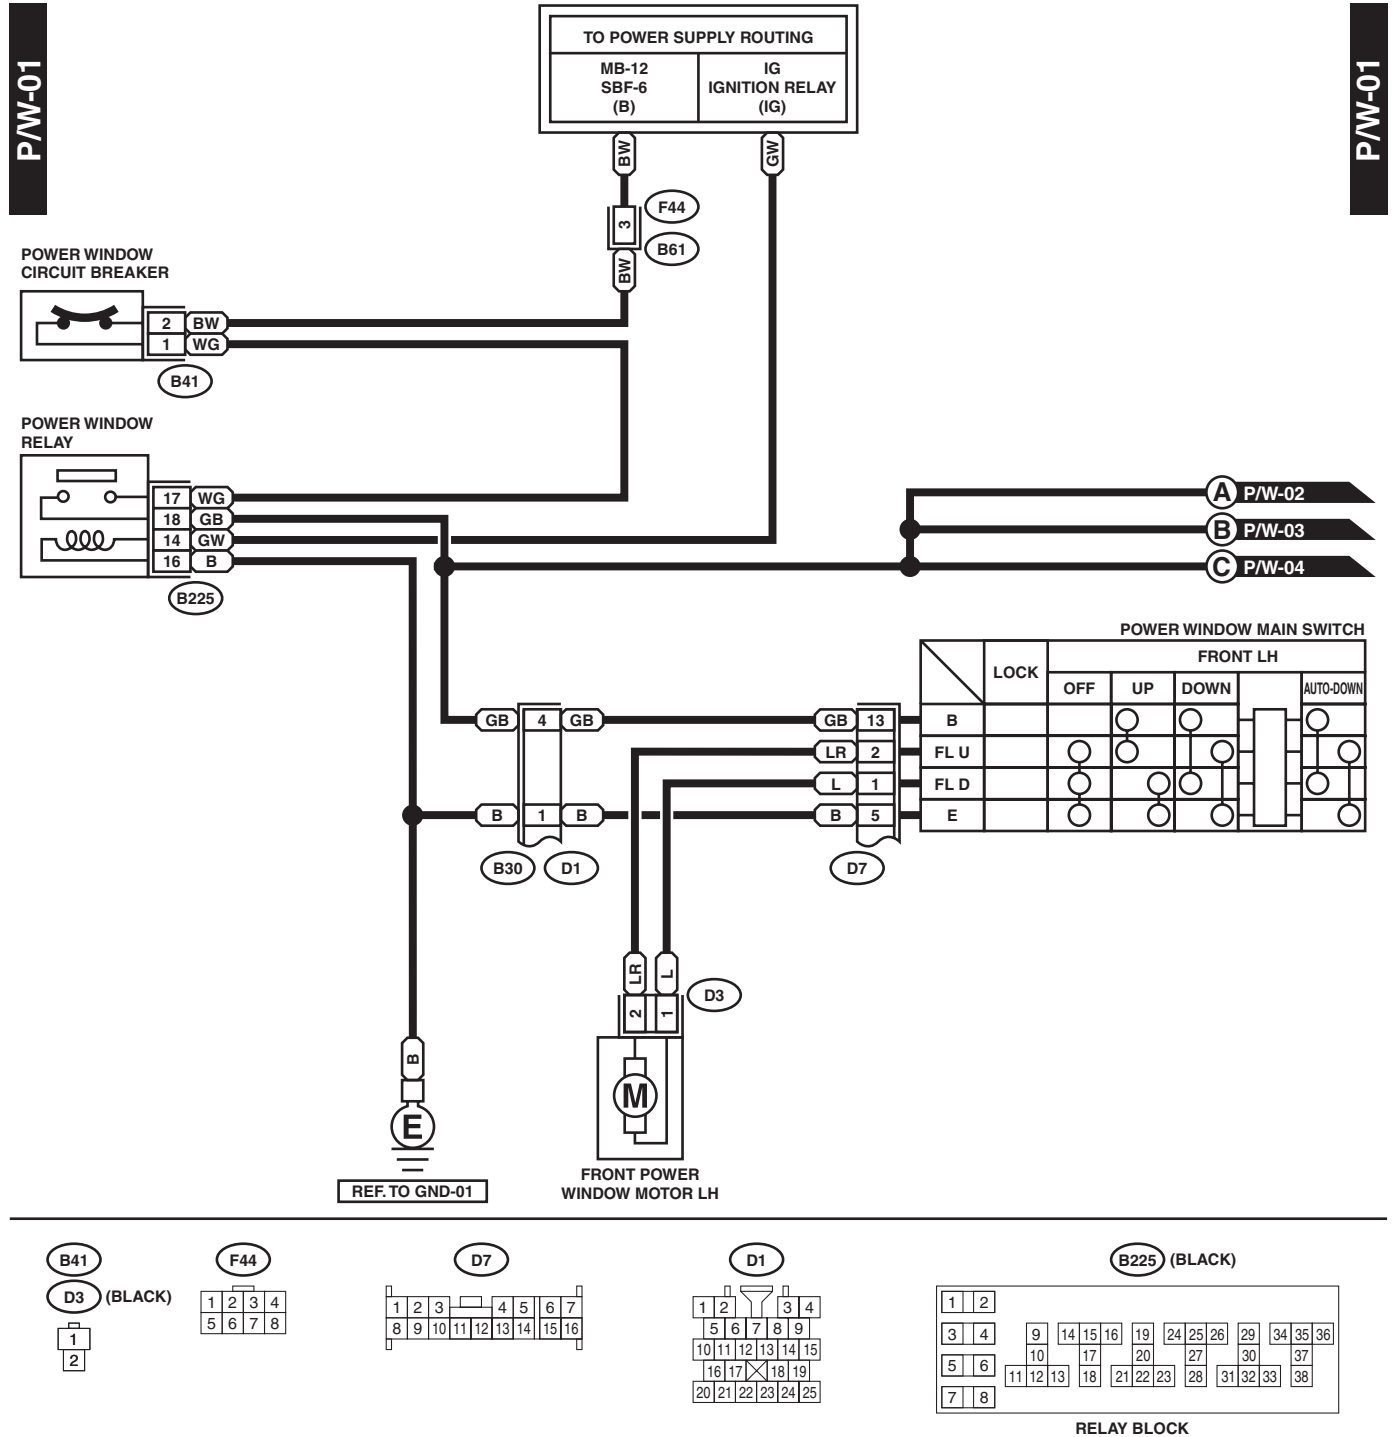 P/W-01
P/W-01
TO POWER SUPPLY ROUTING
MB-12
SBF-6
(B)
IG
IGNITION RELAY
(IG)
BW
GW
3
F44
B61
BW
POWER WINDOW
CIRCUIT BREAKER
2 BW
1 WG
B41
POWER WINDOW
RELAY
17 WG
18 GB
14 GW
16 B
B225
A P/W-02
B P/W-03
C P/W-04
POWER WINDOW MAIN SWITCH
LOCK
FRONT LH
OFF UP DOWN AUTO-DOWN
GB 4 GB GB 13 B
LR 2 FL U
L 1 FL D
B 1 B B 5 E
B30 D1 D7
LR L
2 1
D3
M
FRONT POWER
WINDOW MOTOR LH
B
E
REF. TO GND-01
B41
D3 (BLACK)
1
2
F44
1 2 3 4
5 6 7 8
D7
1 2 3 4 5 6 7
8 9 10 11 12 13 14 15 16
D1
1 2 3 4
5 6 7 8 9
10 11 12 13 14 15
16 17 18 19
20 21 22 23 24 25
B225 (BLACK)
1 2
3 4 9 14 15 16 19 24 25 26 29 34 35 36
5 6 10 17 20 27 30 37
11 12 13 18 21 22 23 28 31 32 33 38
7 8
RELAY BLOCK